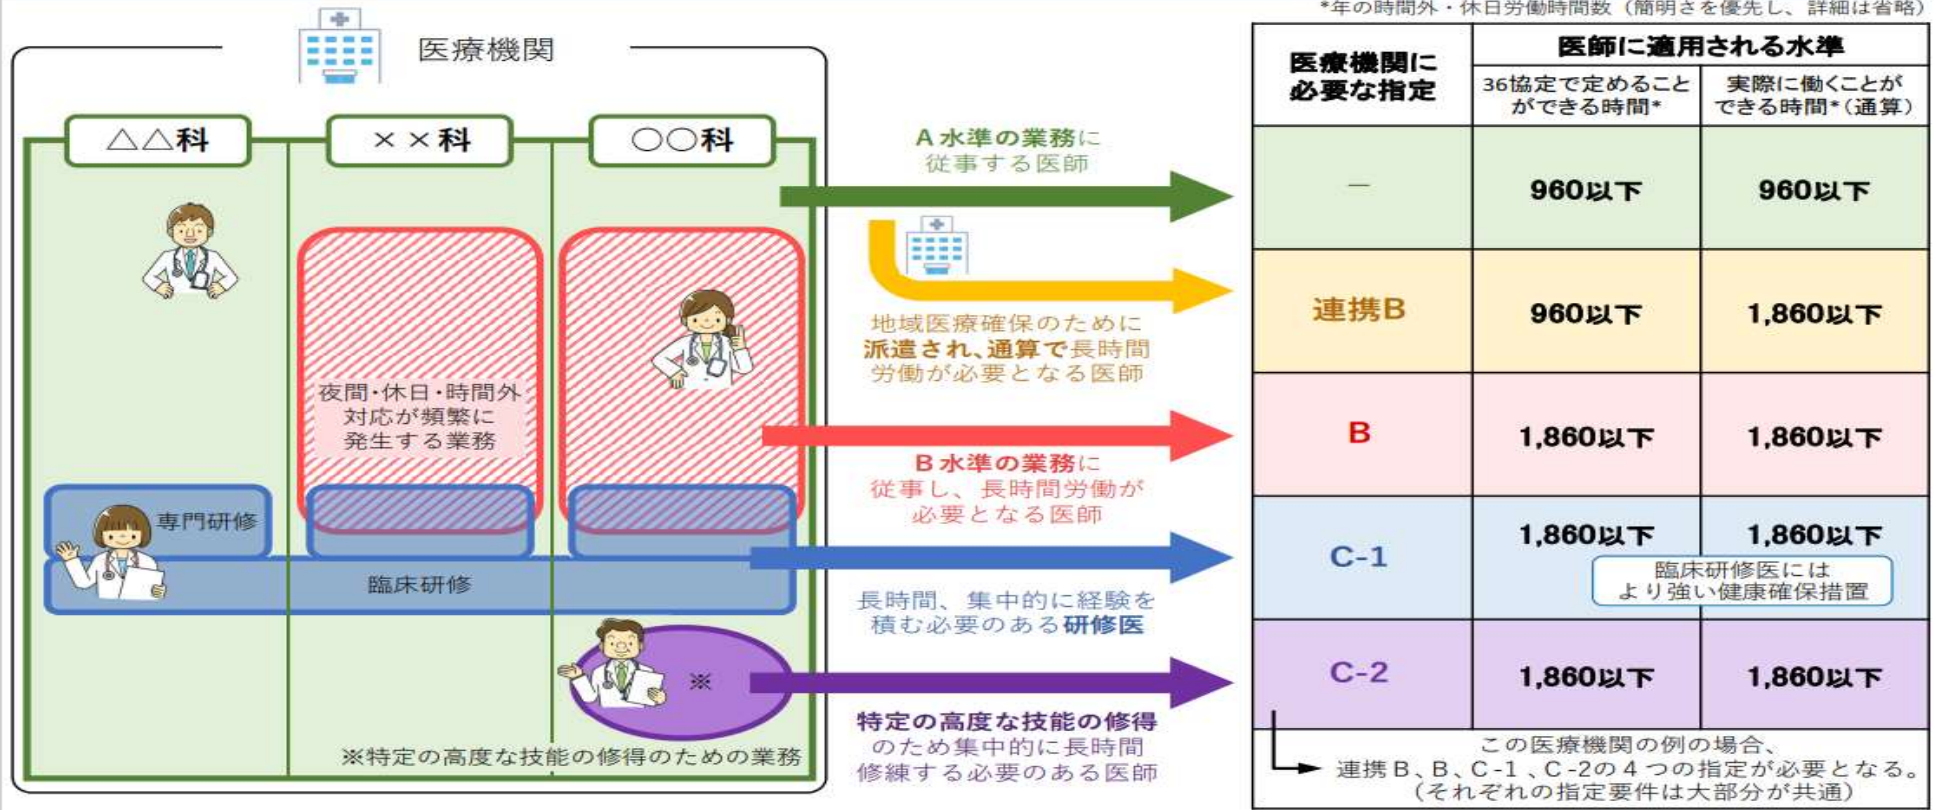 *年の時間外・休日労働時間数（簡明さを優先し、詳細は省略）
医療機関
△△科
××科
○○科
夜間・休日・時間外
対応が頻繁に
発生する業務
専門研修
臨床研修
※
※特定の高度な技能の修得のための業務
A水準の業務に
従事する医師
地域医療確保のために
派遣され、通算で長時間
労働が必要となる医師
B水準の業務に
従事し、長時間労働が
必要となる医師
長時間、集中的に経験を
積む必要のある研修医
特定の高度な技能の修得
のため集中的に長時間
修練する必要のある医師
医療機関に
必要な指定
医師に適用される水準
36協定で定めること
ができる時間*
実際に働くことが
できる時間*（通算）
―
960以下
960以下
連携B
960以下
1,860以下
B
1,860以下
1,860以下
C-1
1,860以下
1,860以下
臨床研修医には
より強い健康確保措置
C-2
1,860以下
1,860以下
この医療機関の例の場合、
連携B、B、C-1、C-2の4つの指定が必要となる。
（それぞれの指定要件は大部分が共通）